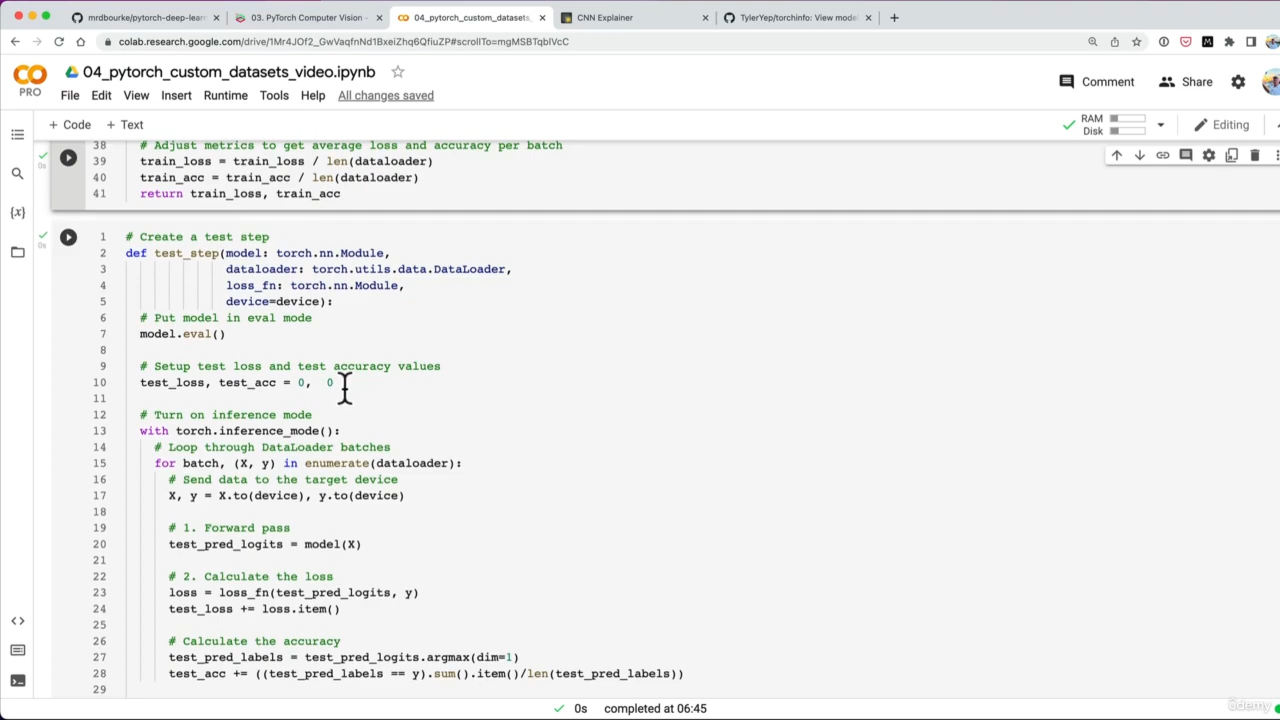 mrdbourke/pytorch-deep-learn
03. PyTorch Computer Vision -
04_pytorch_custom_datasets_
CNN Explainer
TylerYep/torchinfo: View mode
colab.research.google.com/drive/1Mr4JOf2_GwVaqfnNd1BxeiZhq6QfiuZP#scrollTo=mgMSBTqblVcC
PRO
04_pytorch_custom_datasets_video.ipynb
File Edit View Insert Runtime Tools Help All changes saved
Comment
Share
+ Code + Text
RAM
Disk
Editing
0s
38 # Adjust metrics to get average loss and accuracy per batch
39 train_loss = train_loss / len(dataloader)
40 train_acc = train_acc / len(dataloader)
41 return train_loss, train_acc
0s
1 # Create a test step
2 def test_step(model: torch.nn.Module,
3 dataloader: torch.utils.data.DataLoader,
4 loss_fn: torch.nn.Module,
5 device=device):
6 # Put model in eval mode
7 model.eval()
8
9 # Setup test loss and test accuracy values
10 test_loss, test_acc = 0, 0
11
12 # Turn on inference mode
13 with torch.inference_mode():
14 # Loop through DataLoader batches
15 for batch, (X, y) in enumerate(dataloader):
16 # Send data to the target device
17 X, y = X.to(device), y.to(device)
18
19 # 1. Forward pass
20 test_pred_logits = model(X)
21
22 # 2. Calculate the loss
23 loss = loss_fn(test_pred_logits, y)
24 test_loss += loss.item()
25
26 # Calculate the accuracy
27 test_pred_labels = test_pred_logits.argmax(dim=1)
28 test_acc += ((test_pred_labels == y).sum().item()/len(test_pred_labels))
29
0s completed at 06:45
ûdemy